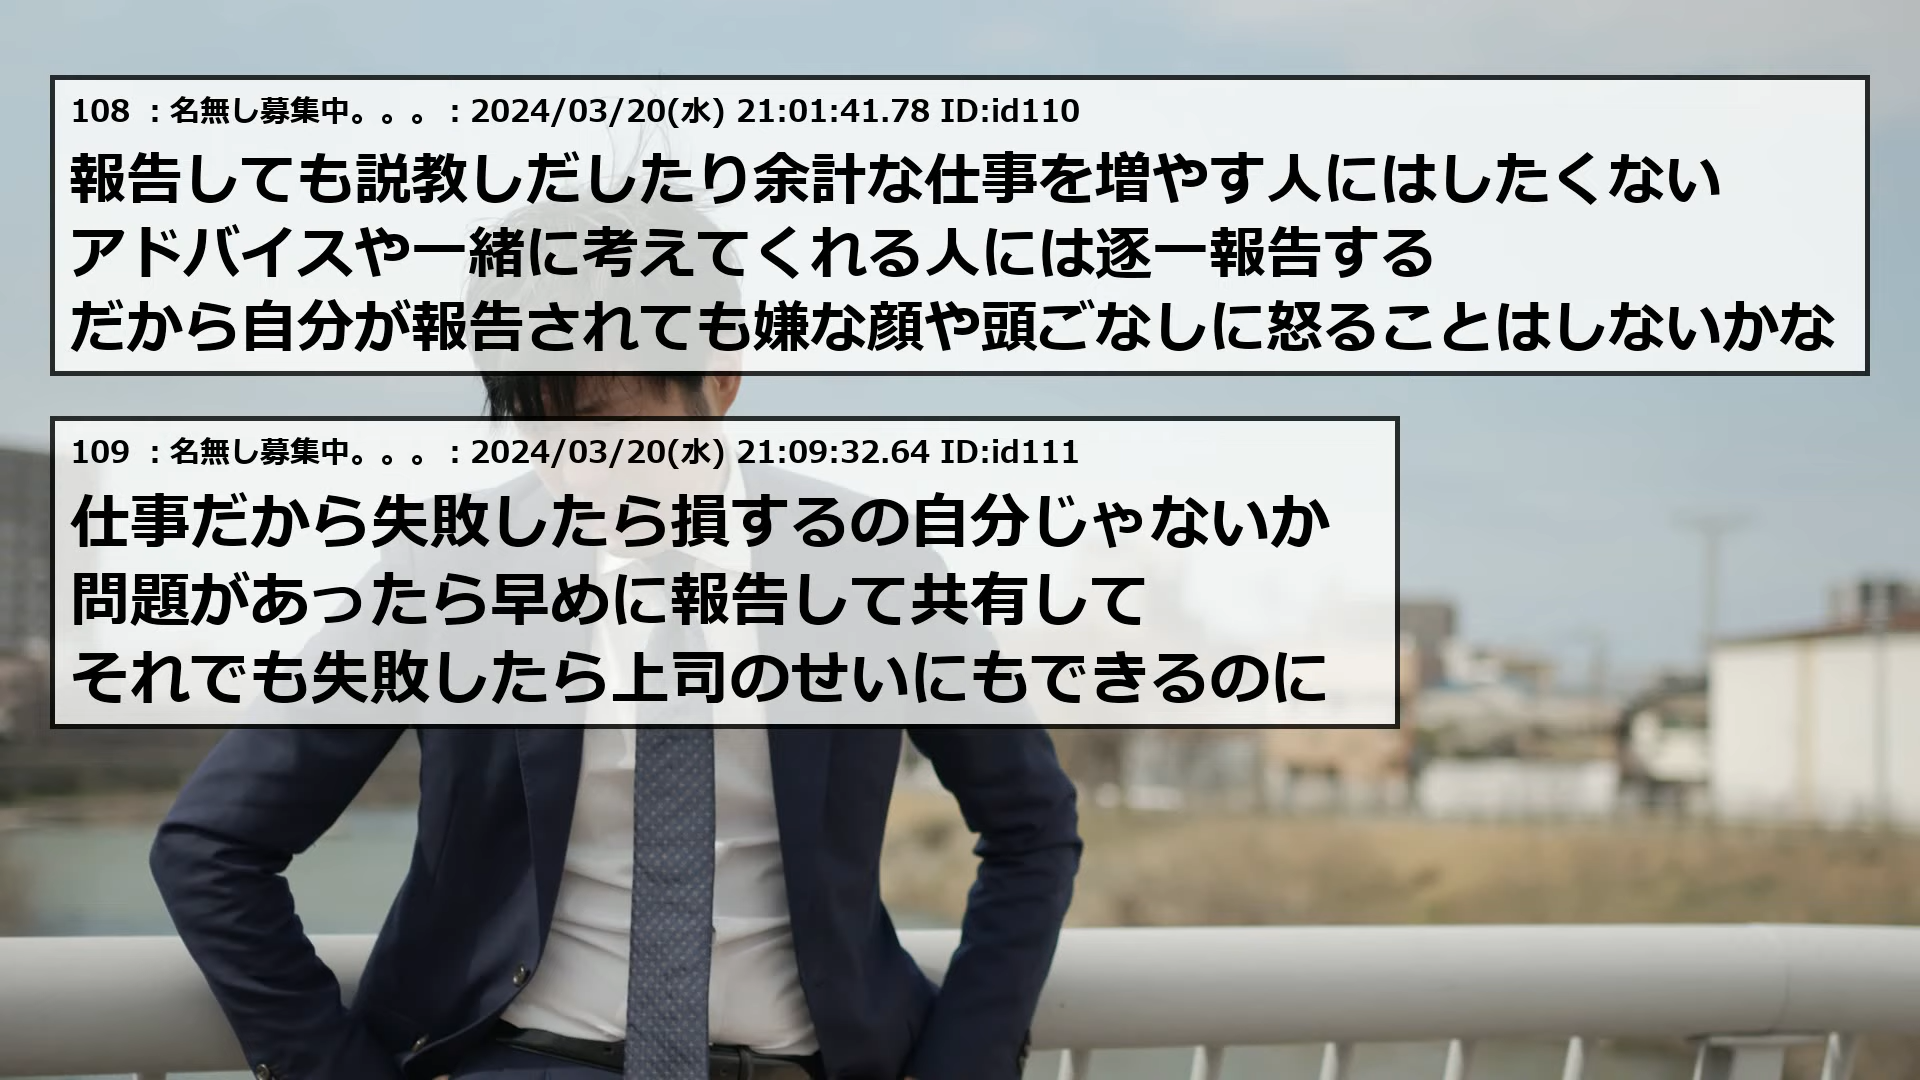 108 ：名無し募集中。。。：2024/03/20(水) 21:01:41.78 ID:id110
報告しても説教しだしたり余計な仕事を増やす人にはしたくない
アドバイスや一緒に考えてくれる人には逐一報告する
だから自分が報告されても嫌な顔や頭ごなしに怒ることはしないかな
109 ：名無し募集中。。。：2024/03/20(水) 21:09:32.64 ID:id111
仕事だから失敗したら損するの自分じゃないか
問題があったら早めに報告して共有して
それでも失敗したら上司のせいにもできるのに